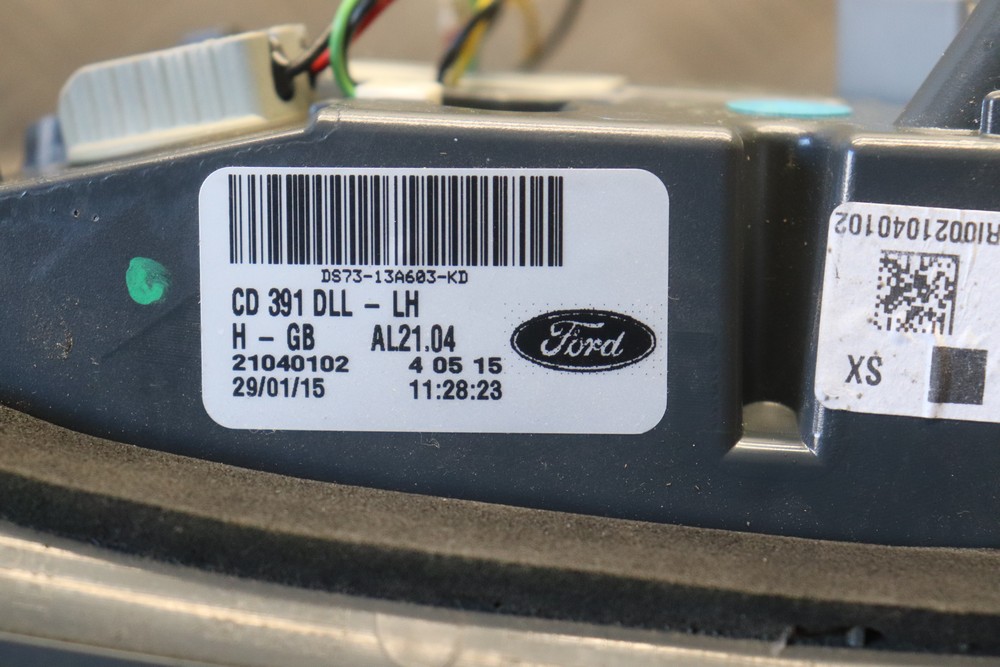 DS73-13A603-KD
CD 391 DLL - LH
H - GB AL21.04
21040102 4 05 15
29/01/15 11:28:23
Ford
RI0021040102
SX